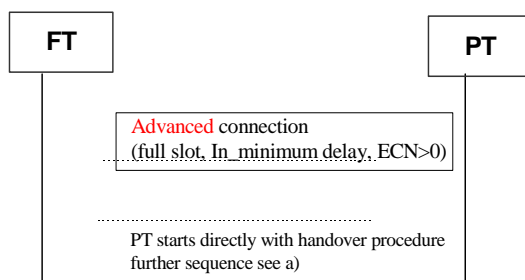 FT
PT
Advanced connection
(full slot, In_minimum delay, ECN>0)
PT starts directly with handover procedure
further sequence see a)